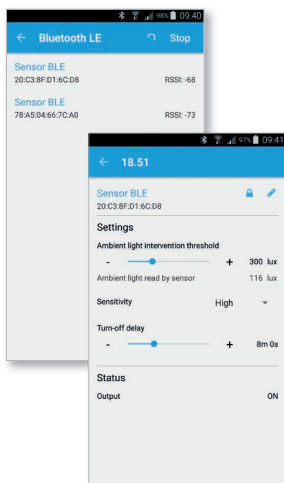 98% 09:40
← Bluetooth LE Stop
Sensor BLE
20:C3:8F:D1:6C:D8 RSSI: -68
Sensor BLE
78:A5:04:66:7C:A0 RSSI: -73
97% 09:41
← 18.51
Sensor BLE
20:C3:8F:D1:6C:D8
Settings
Ambient light intervention threshold
- + 300 lux
Ambient light read by sensor 116 lux
Sensitivity High
Turn-off delay
- + 8m 0s
Status
Output ON